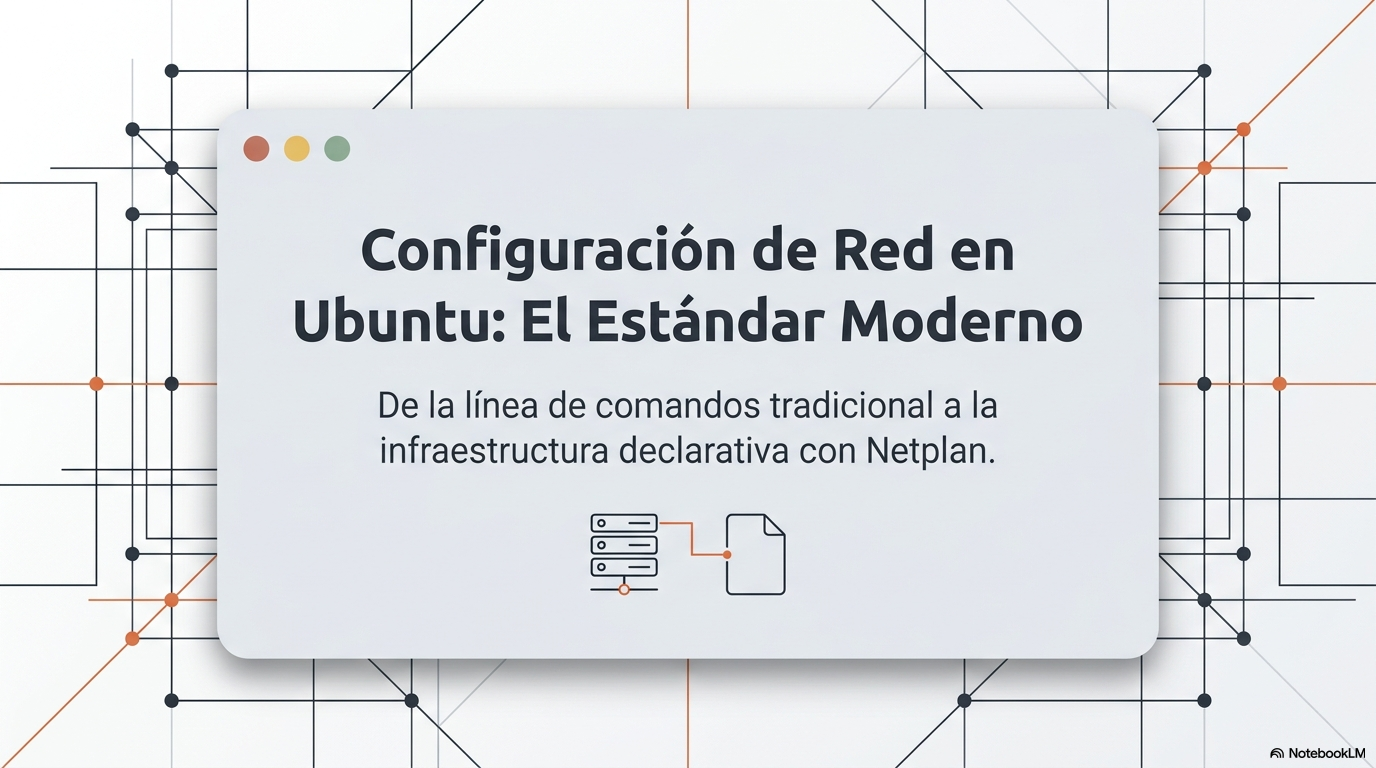 Configuración de Red en
Ubuntu: El Estándar Moderno
De la línea de comandos tradicional a la
infraestructura declarativa con Netplan.
NotebookLM